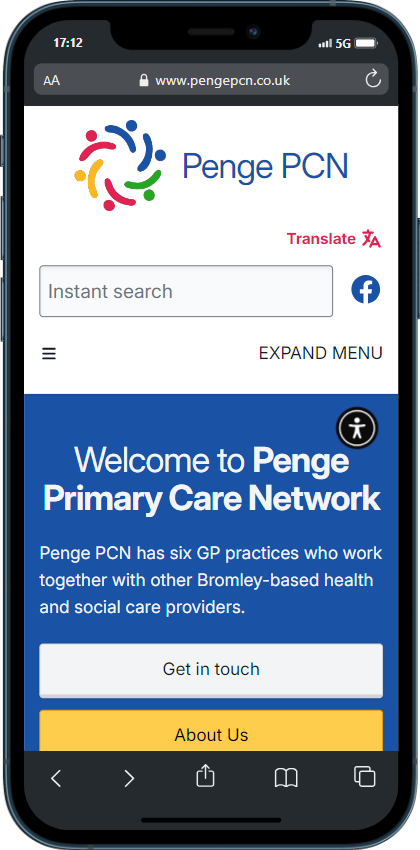 17:12
5G
AA
www.pengepcn.co.uk
Penge PCN
Translate
Instant search
EXPAND MENU
Welcome to Penge
Primary Care Network
Penge PCN has six GP practices who work
together with other Bromley-based health
and social care providers.
Get in touch
About Us